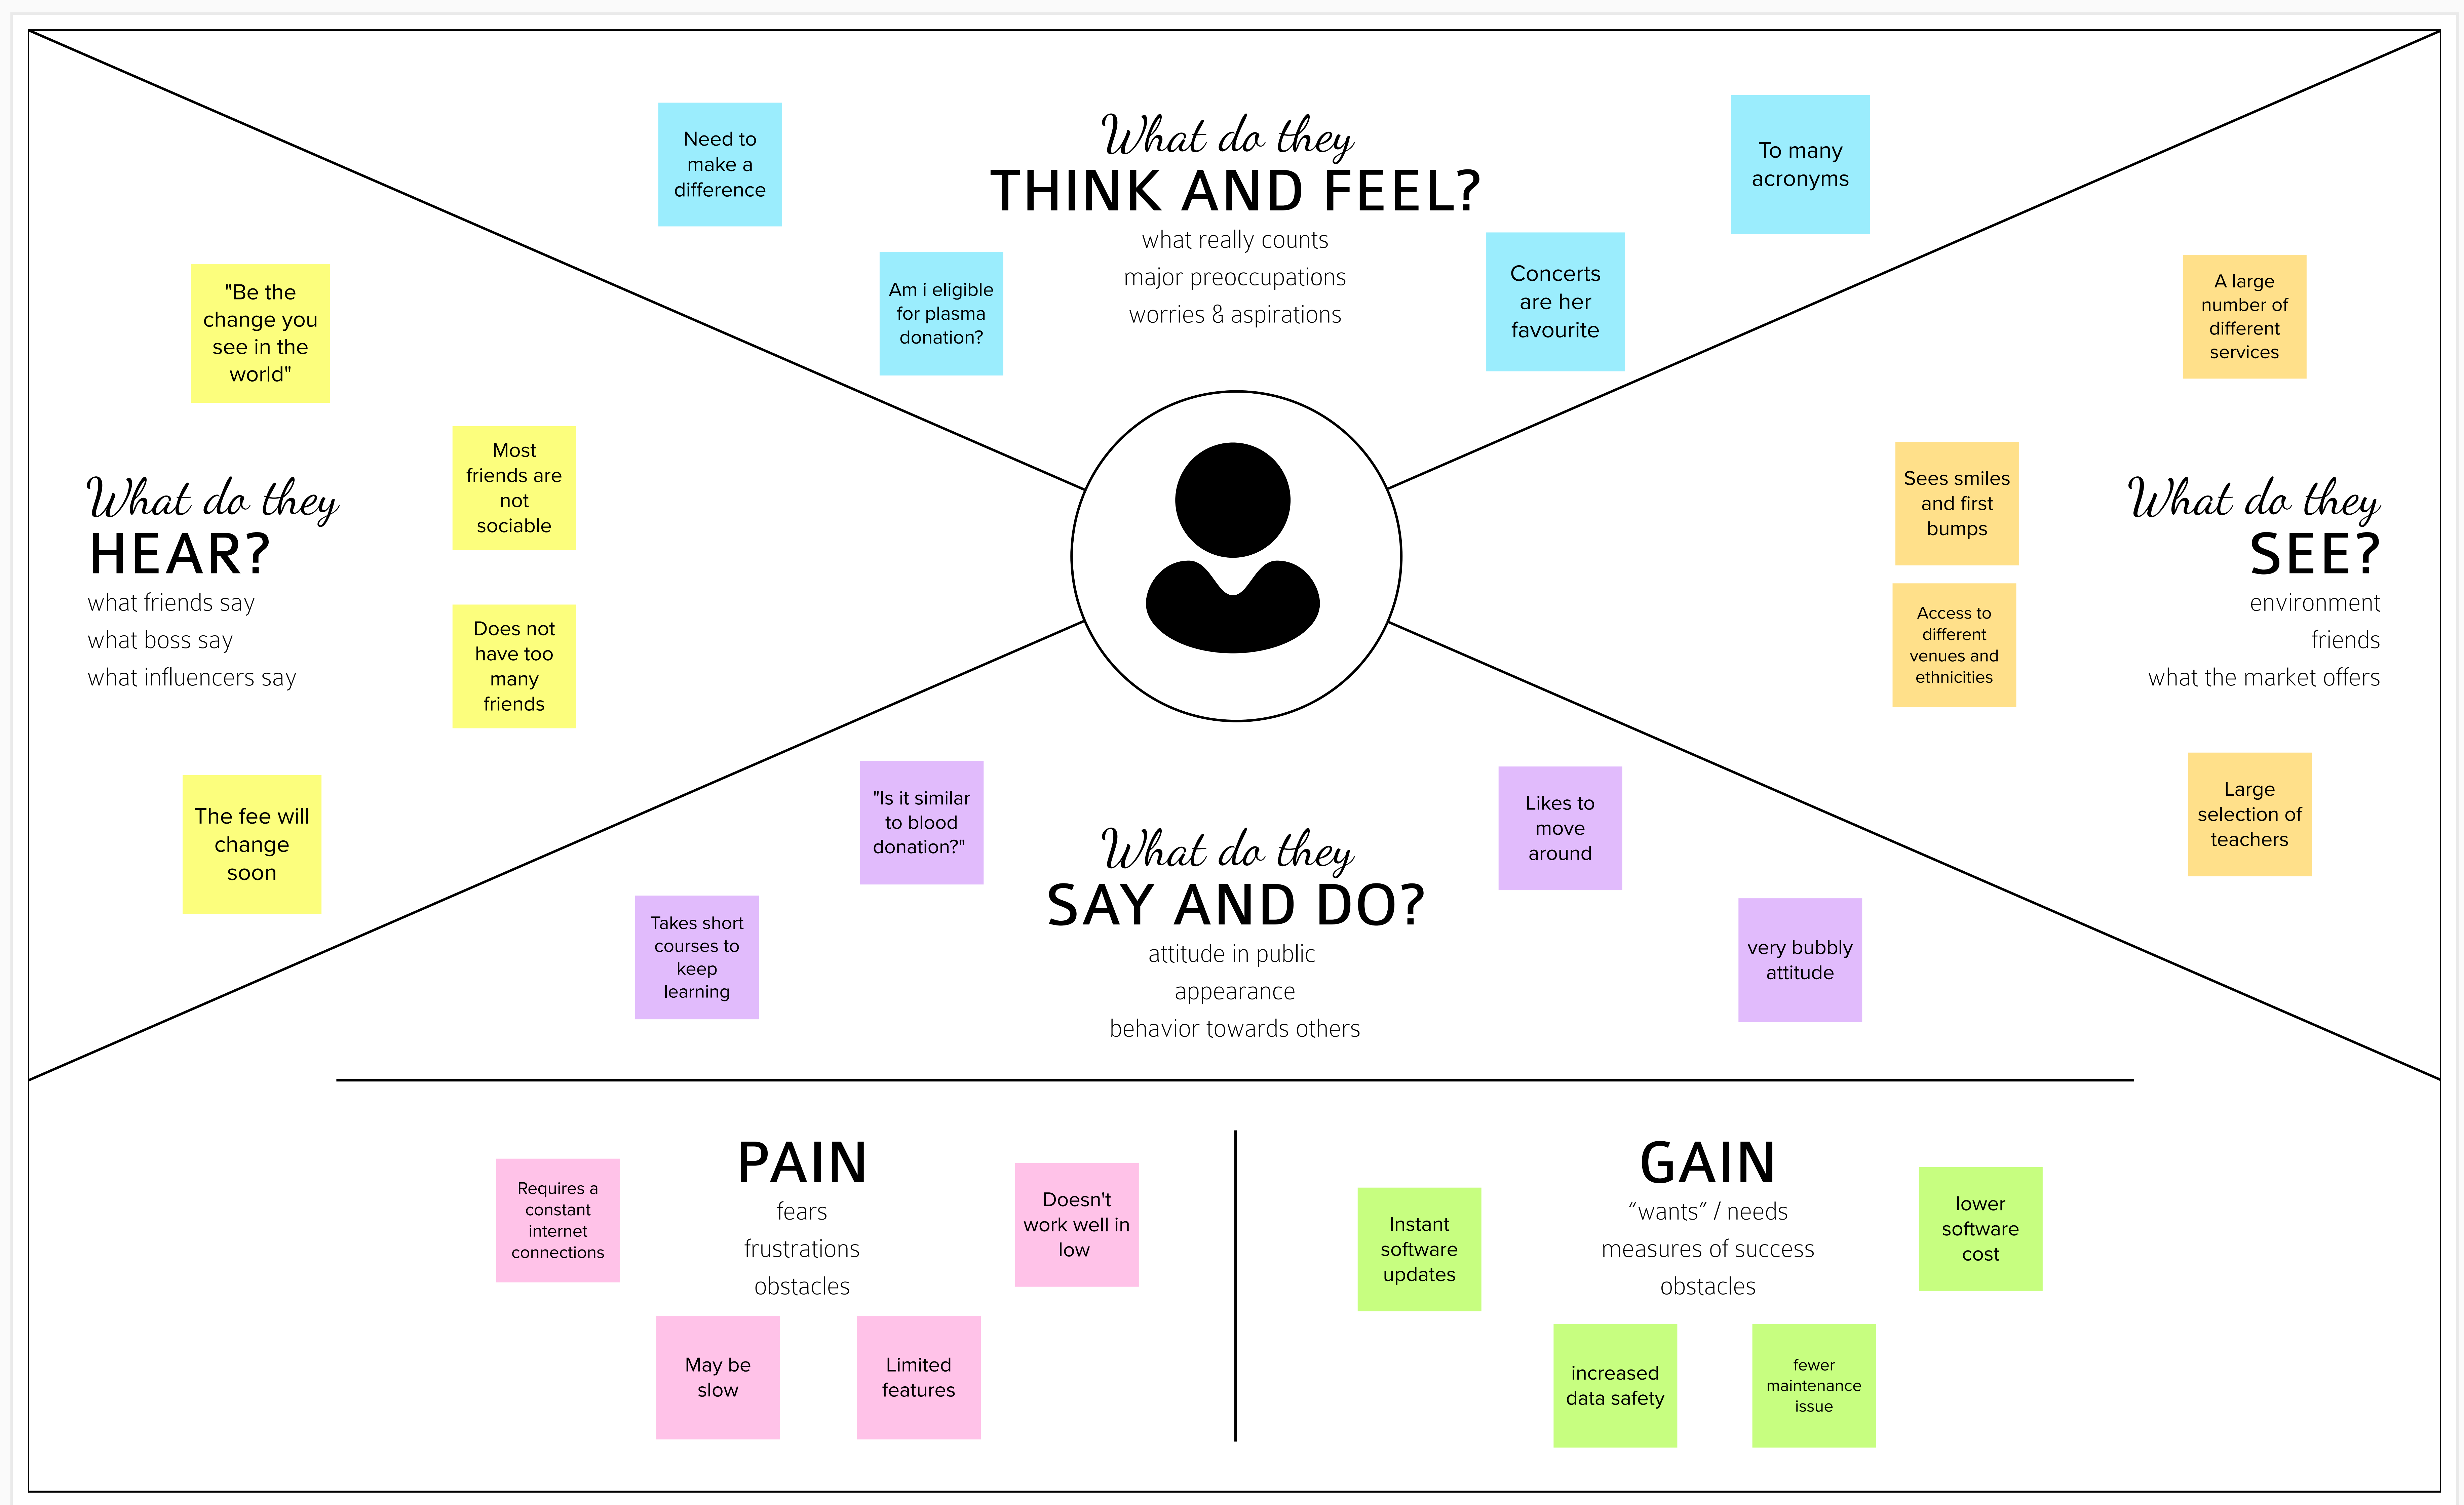 What do they
THINK AND FEEL?
what really counts
major preoccupations
worries & aspirations
Need to
make a
difference
Am i eligible
for plasma
donation?
Concerts
are her
favourite
To many
acronyms
What do they
HEAR?
what friends say
what boss say
what influencers say
"Be the
change you
see in the
world"
Most
friends are
not
sociable
Does not
have too
many
friends
The fee will
change
soon
What do they
SEE?
environment
friends
what the market offers
A large
number of
different
services
Sees smiles
and first
bumps
Access to
different
venues and
ethnicities
Large
selection of
teachers
What do they
SAY AND DO?
attitude in public
appearance
behavior towards others
"Is it similar
to blood
donation?"
Takes short
courses to
keep
learning
Likes to
move
around
very bubbly
attitude
PAIN
fears
frustrations
obstacles
Requires a
constant
internet
connections
Doesn't
work well in
low
May be
slow
Limited
features
GAIN
“wants” / needs
measures of success
obstacles
Instant
software
updates
lower
software
cost
increased
data safety
fewer
maintenance
issue